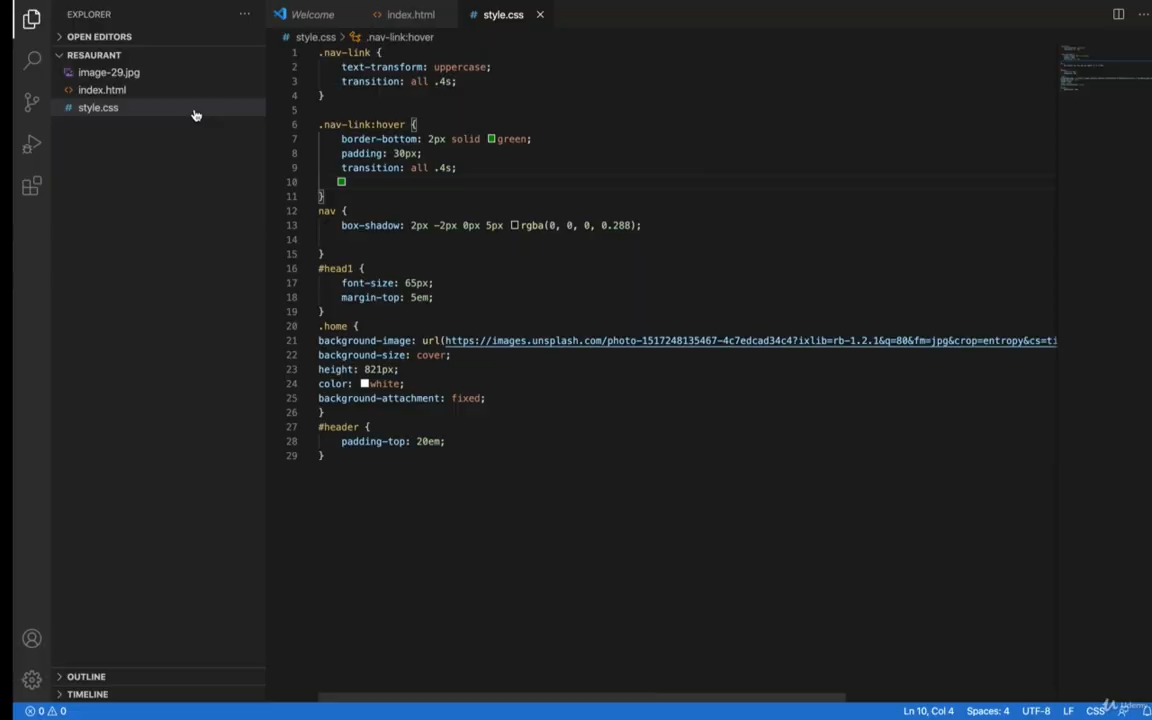 EXPLORER
OPEN EDITORS
RESAURANT
image-29.jpg
index.html
style.css
Welcome
index.html
style.css
style.css > .nav-link:hover
1 .nav-link {
2 text-transform: uppercase;
3 transition: all .4s;
4 }
5
6 .nav-link:hover {
7 border-bottom: 2px solid green;
8 padding: 30px;
9 transition: all .4s;
10
11 }
12 nav {
13 box-shadow: 2px -2px 0px 5px rgba(0, 0, 0, 0.288);
14
15 }
16 #head1 {
17 font-size: 65px;
18 margin-top: 5em;
19 }
20 .home {
21 background-image: url(https://images.unsplash.com/photo-1517248135467-4c7edcad34c4?ixlib=rb-1.2.1&q=80&fm=jpg&crop=entropy&cs=ti
22 background-size: cover;
23 height: 821px;
24 color: white;
25 background-attachment: fixed;
26 }
27 #header {
28 padding-top: 20em;
29 }
OUTLINE
TIMELINE
0 0
Ln 10, Col 4 Spaces: 4 UTF-8 LF CSS
Udemy